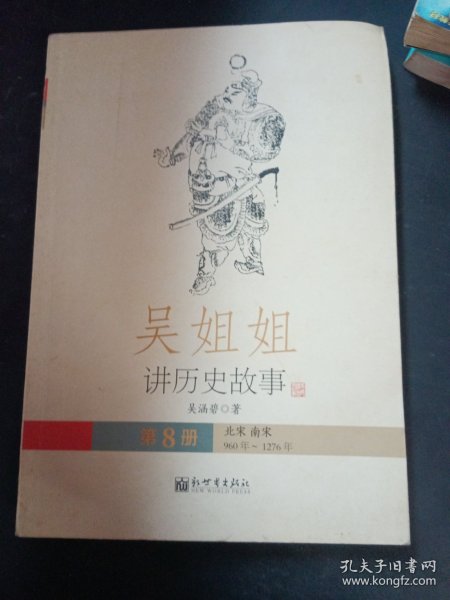 吴姐姐
讲历史故事
吴涵碧○著
第8册
北宋 南宋
960年~1276年
新世界出版社
NEW WORLD PRESS
孔夫子旧书网
www.kongfz.com